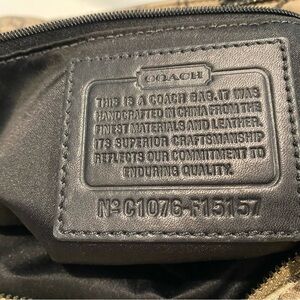 COACH
THIS IS A COACH BAG.IT WAS
HANDCRAFTED IN CHINA FROM THE
FINEST MATERIALS AND LEATHER.
ITS SUPERIOR CRAFTSMANSHIP
REFLECTS OUR COMMITMENT TO
ENDURING QUALITY.
Nº C1076-F15157